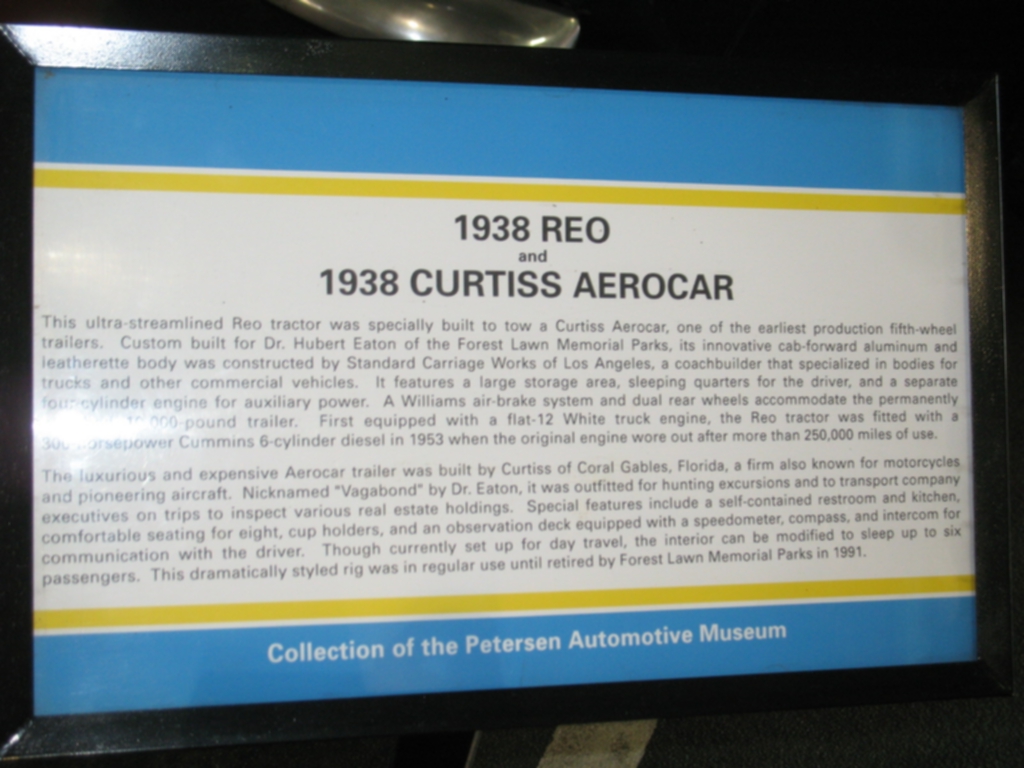 1938 REO
and
1938 CURTISS AEROCAR
This ultra-streamlined Reo tractor was specially built to tow a Curtiss Aerocar, one of the earliest production fifth-wheel
trailers. Custom built for Dr. Hubert Eaton of the Forest Lawn Memorial Parks, its innovative cab-forward aluminum and
leatherette body was constructed by Standard Carriage Works of Los Angeles, a coachbuilder that specialized in bodies for
trucks and other commercial vehicles. It features a large storage area, sleeping quarters for the driver, and a separate
four-cylinder engine for auxiliary power. A Williams air-brake system and dual rear wheels accommodate the permanently
trailer. First equipped with a flat-12 White truck engine, the Reo tractor was fitted with a
300-horsepower Cummins 6-cylinder diesel in 1953 when the original engine wore out after more than 250,000 miles of use.
The luxurious and expensive Aerocar trailer was built by Curtiss of Coral Gables, Florida, a firm also known for motorcycles
and pioneering aircraft. Nicknamed "Vagabond" by Dr. Eaton, it was outfitted for hunting excursions and to transport company
executives on trips to inspect various real estate holdings. Special features include a self-contained restroom and kitchen,
comfortable seating for eight, cup holders, and an observation deck equipped with a speedometer, compass, and intercom for
communication with the driver. Though currently set up for day travel, the interior can be modified to sleep up to six
passengers. This dramatically styled rig was in regular use until retired by Forest Lawn Memorial Parks in 1991.
Collection of the Petersen Automotive Museum